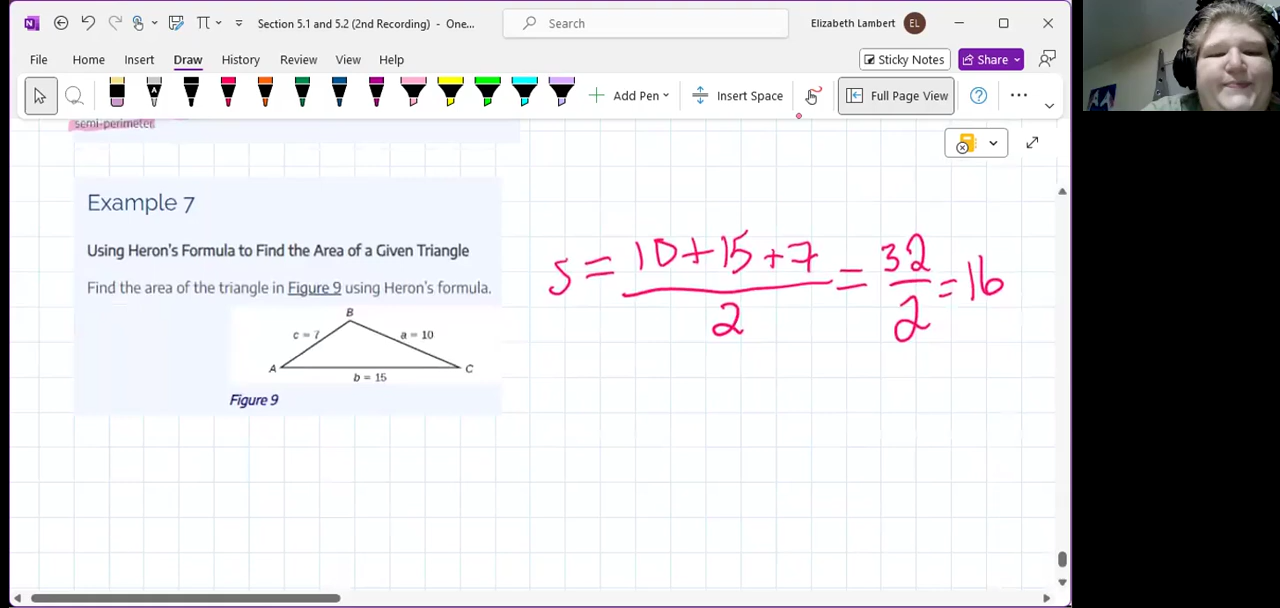 Section 5.1 and 5.2 (2nd Recording) - One...
Search
Elizabeth Lambert EL
File Home Insert Draw History Review View Help
Sticky Notes Share
Add Pen Insert Space Full Page View
semi-perimeter.
Example 7
Using Heron's Formula to Find the Area of a Given Triangle
Find the area of the triangle in Figure 9 using Heron's formula.
B
c = 7 a = 10
A C
b = 15
Figure 9
s = (10+15+7)/2 = 32/2 = 16